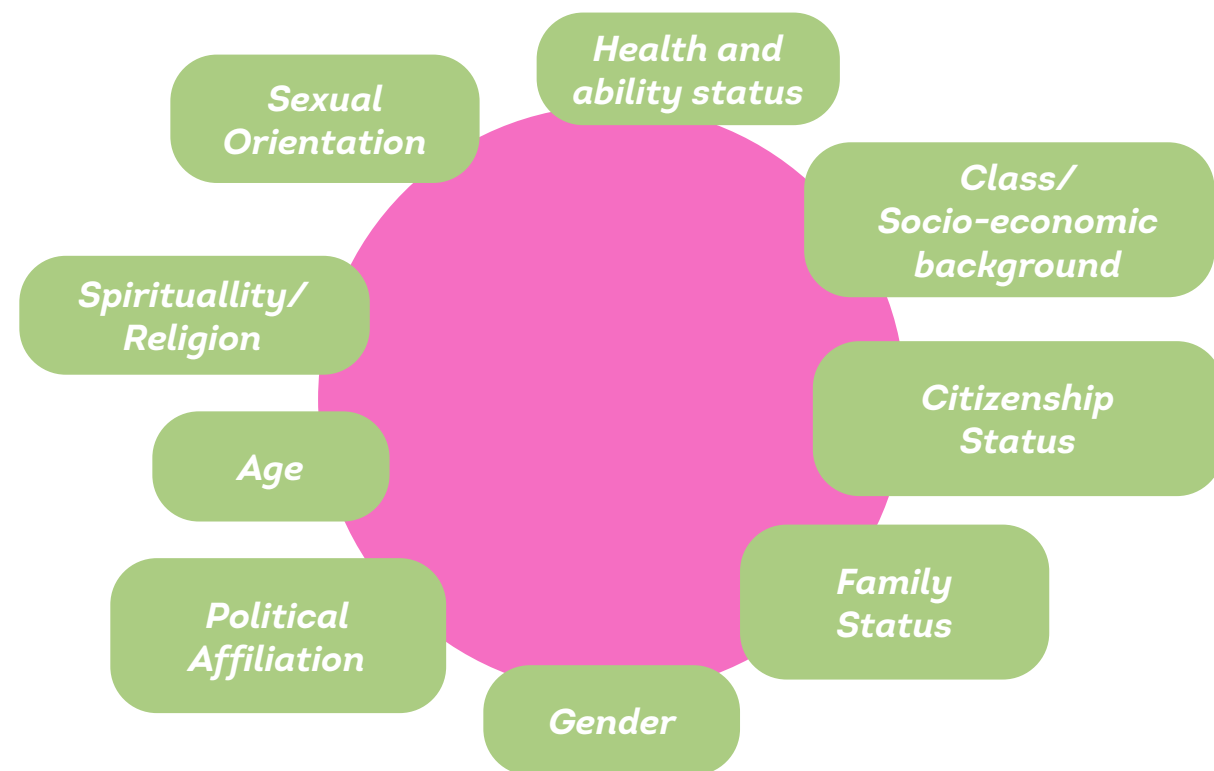 Health and
ability status
Sexual
Orientation
Class/
Socio-economic
background
Spirituallity/
Religion
Citizenship
Status
Age
Family
Status
Political
Affiliation
Gender